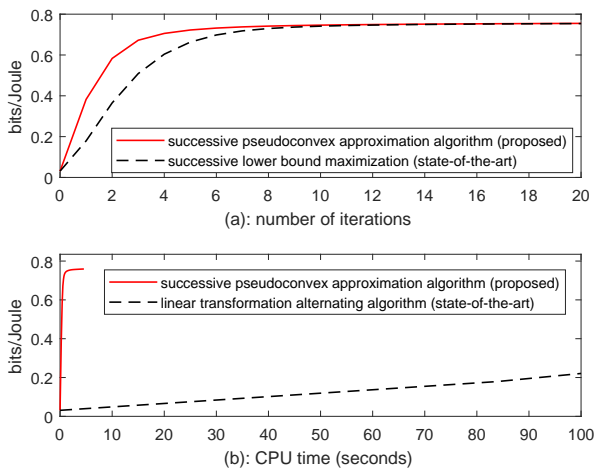 0.8
0.6
0.4
0.2
0
bits/Joule
successive pseudoconvex approximation algorithm (proposed)
successive lower bound maximization (state-of-the-art)
0 2 4 6 8 10 12 14 16 18 20
(a): number of iterations
0.8
0.6
0.4
0.2
0
bits/Joule
successive pseudoconvex approximation algorithm (proposed)
linear transformation alternating algorithm (state-of-the-art)
0 10 20 30 40 50 60 70 80 90 100
(b): CPU time (seconds)